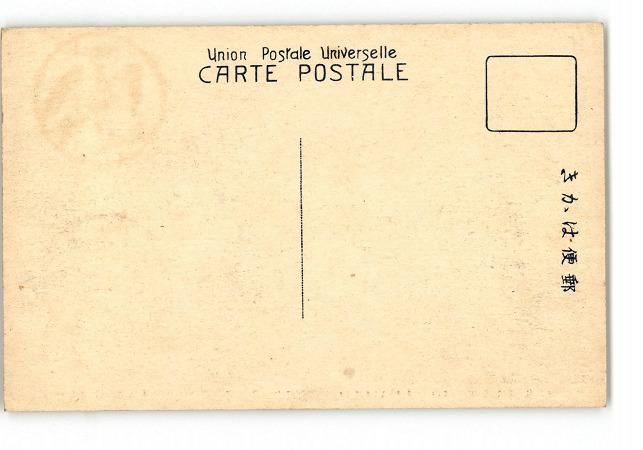 Union Postale Universelle
CARTE POSTALE
郵便はがき